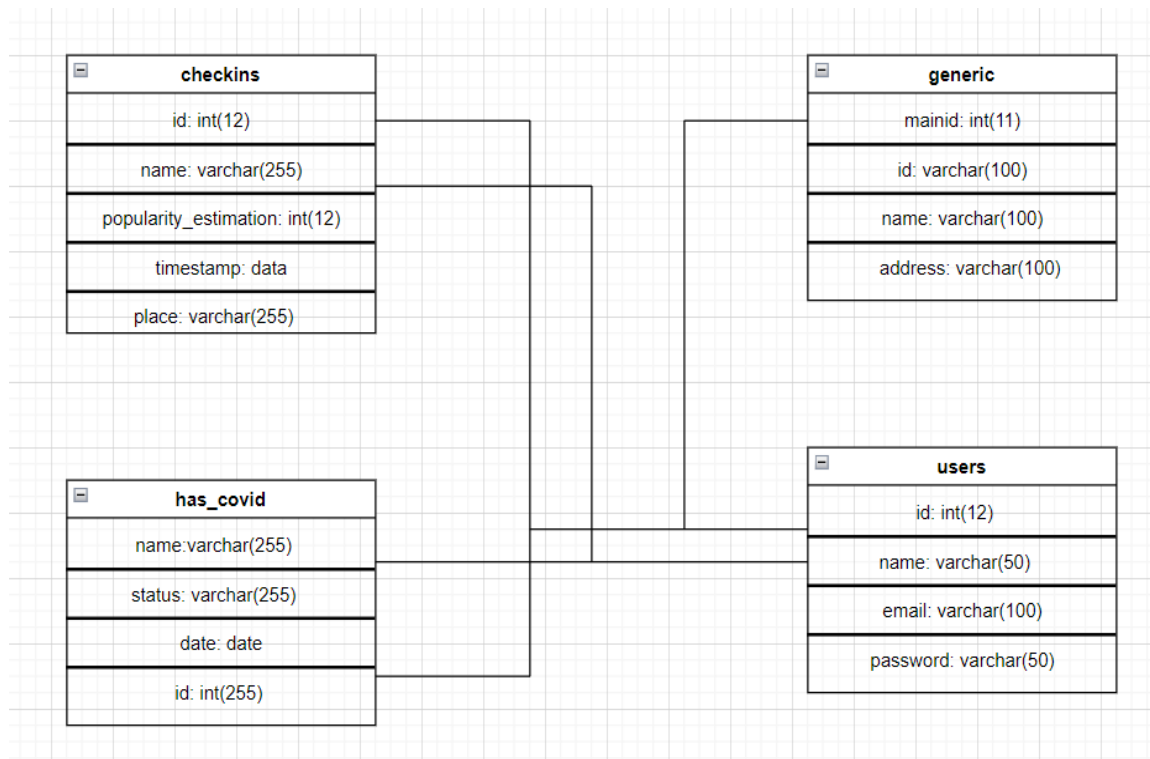 checkins
id: int(12)
name: varchar(255)
popularity_estimation: int(12)
timestamp: data
place: varchar(255)
generic
mainid: int(11)
id: varchar(100)
name: varchar(100)
address: varchar(100)
has_covid
name:varchar(255)
status: varchar(255)
date: date
id: int(255)
users
id: int(12)
name: varchar(50)
email: varchar(100)
password: varchar(50)